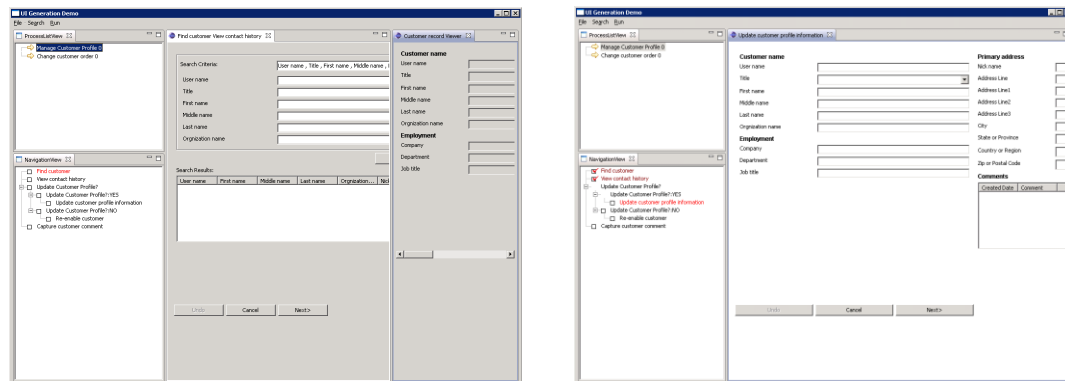 UI Generation Demo
File Search Run
ProcessListView
Manage Customer Profile 0
Change customer order 0
NavigationView
Find customer
View contact history
Update Customer Profile?
Update Customer Profile?:YES
Update customer profile information
Update Customer Profile?:NO
Re-enable customer
Capture customer comment
Find customer View contact history
Search Criteria: User name , Title , First name , Middle name ,
User name
Title
First name
Middle name
Last name
Orgnization name
Search Results:
User name First name Middle name Last name Orgnization... Nick
Undo Cancel Next>
Customer record Viewer
Customer name
User name
Title
First name
Middle name
Last name
Orgnization name
Employment
Company
Department
Job title
UI Generation Demo
File Search Run
ProcessListView
Manage Customer Profile 0
Change customer order 0
NavigationView
Find customer
View contact history
Update Customer Profile?
Update Customer Profile?:YES
Update customer profile information
Update Customer Profile?:NO
Re-enable customer
Capture customer comment
Update customer profile information
Customer name
User name
Title
First name
Middle name
Last name
Orgnization name
Employment
Company
Department
Job title
Primary address
Nick name
Address Line
Address Line1
Address Line2
Address Line3
City
State or Province
Country or Region
Zip or Postal Code
Comments
Created Date Comment
Undo Cancel Next>